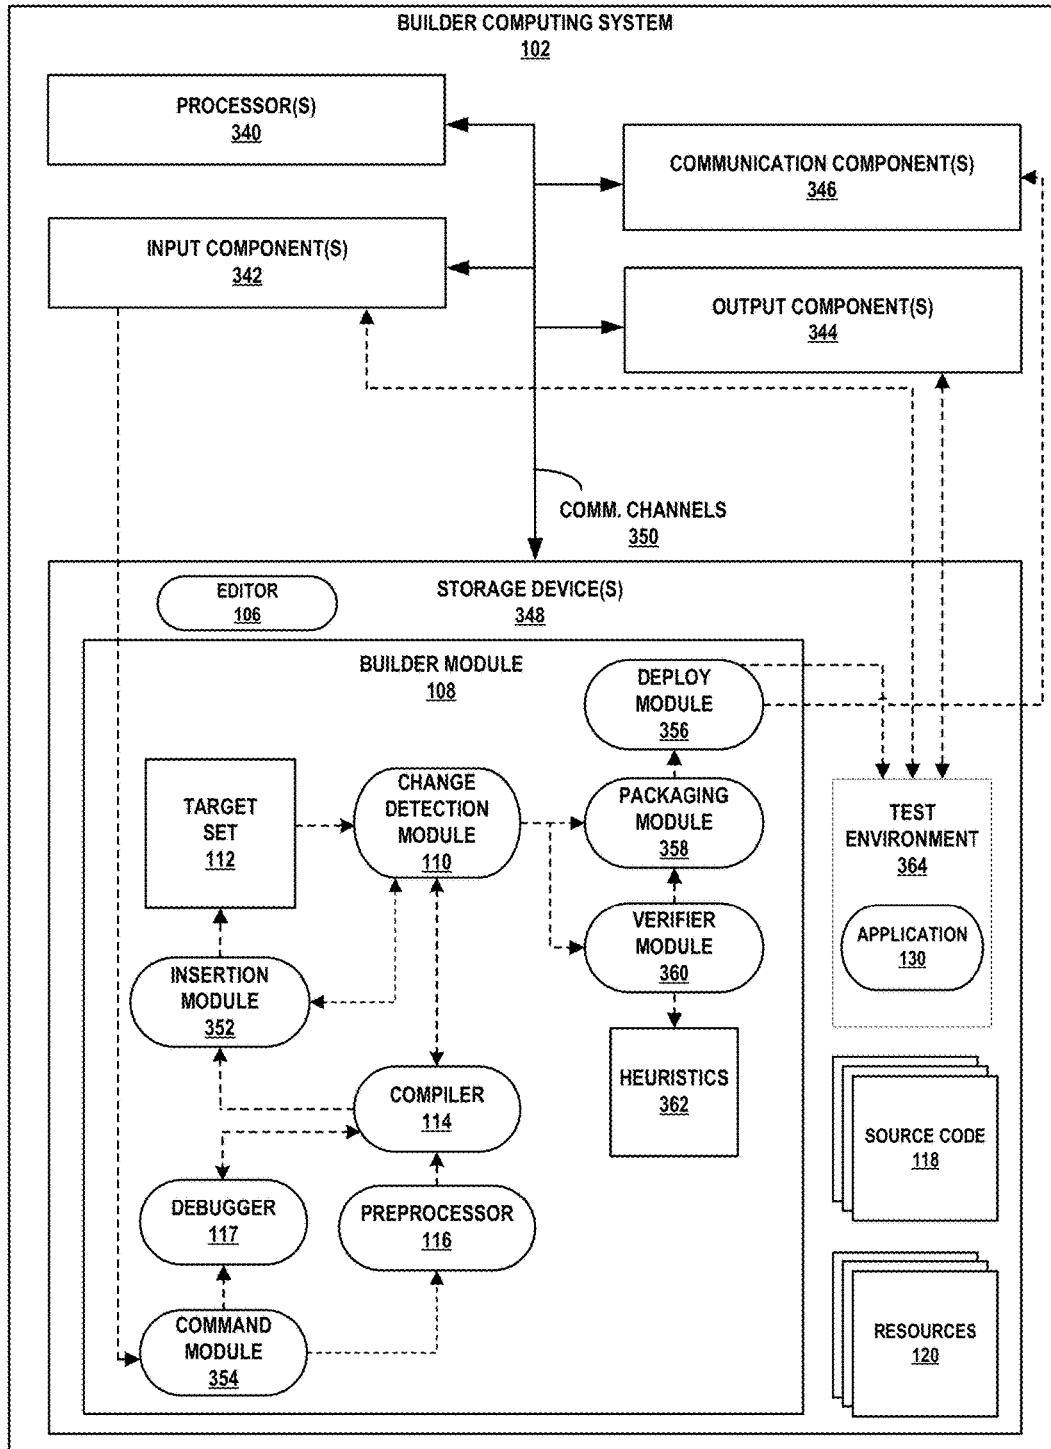 BUILDER COMPUTING SYSTEM
102
PROCESSOR(S)
340
COMMUNICATION COMPONENT(S)
346
INPUT COMPONENT(S)
342
OUTPUT COMPONENT(S)
344
COMM. CHANNELS
350
EDITOR
106
STORAGE DEVICE(S)
348
BUILDER MODULE
108
DEPLOY
MODULE
356
TARGET
SET
112
CHANGE
DETECTION
MODULE
110
PACKAGING
MODULE
358
TEST
ENVIRONMENT
364
VERIFIER
MODULE
360
APPLICATION
130
INSERTION
MODULE
352
HEURISTICS
362
COMPILER
114
SOURCE CODE
118
DEBUGGER
117
PREPROCESSOR
116
COMMAND
MODULE
354
RESOURCES
120